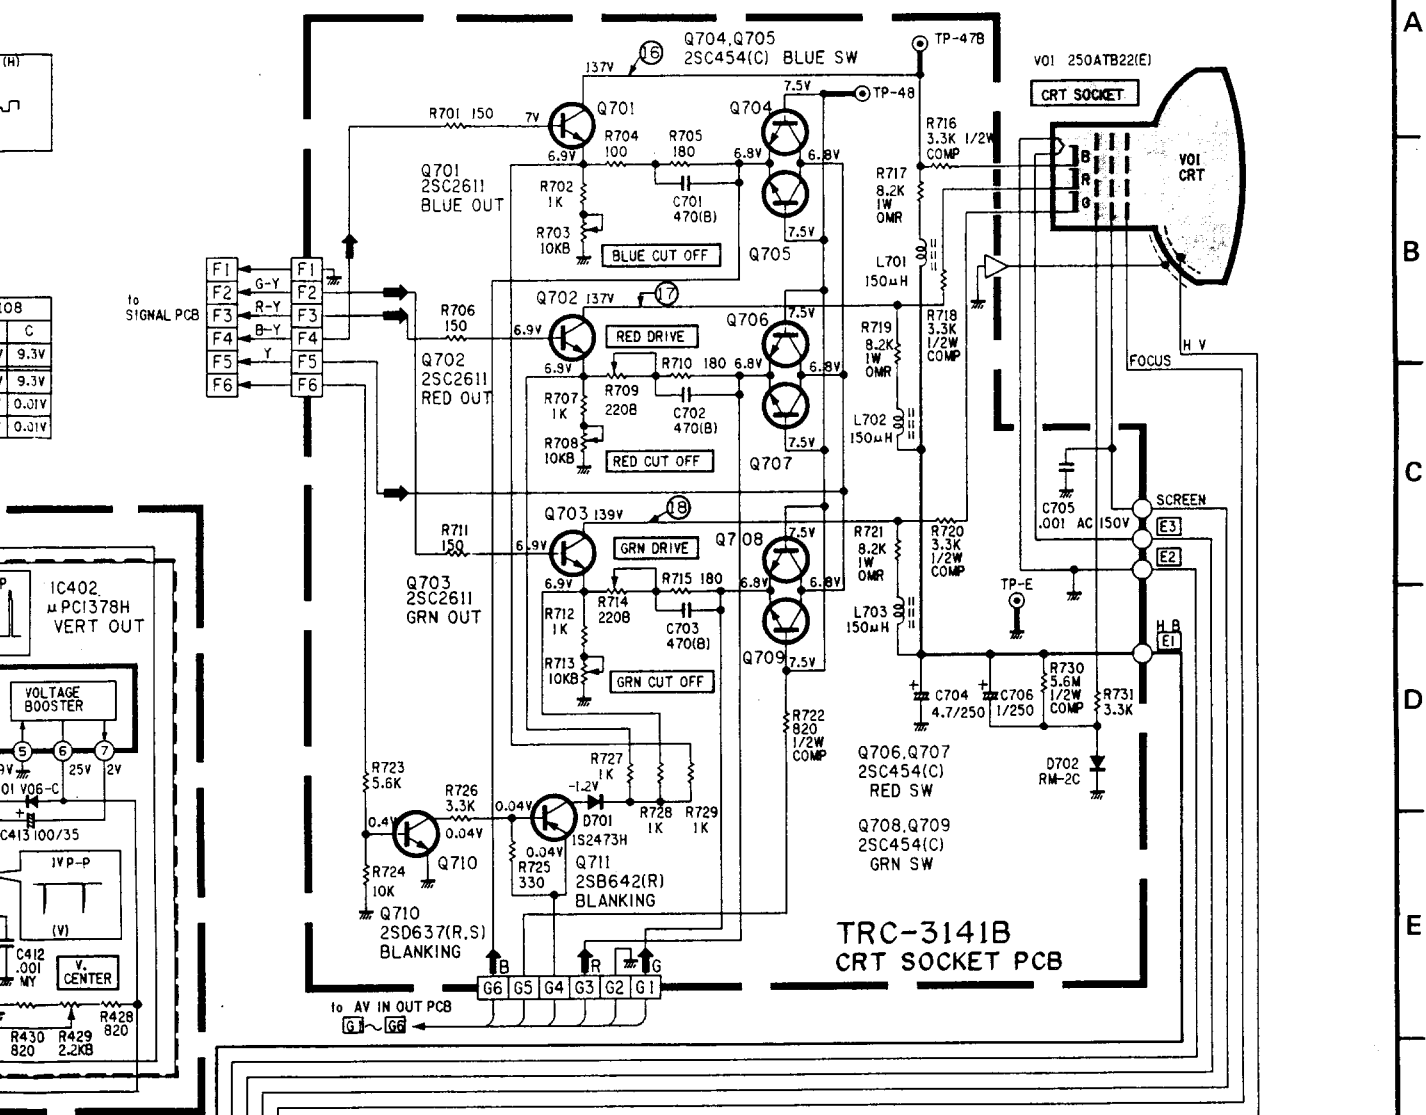 A
B
C
D
E
(H)
I08
C
9.3V
9.3V
0.01V
0.01V
to
SIGNAL PCB
F1
F2
F3
F4
F5
F6
G-Y
R-Y
B-Y
Y
F1
F2
F3
F4
F5
F6
R701 150
7V
Q701
137V
16
Q704,Q705
2SC454(C) BLUE SW
TP-47B
V01 250ATB22(E)
CRT SOCKET
7.5V
TP-48
Q704
R704
100
R705
180
6.9V
6.8V
6.8V
C701
470(B)
Q701
2SC2611
BLUE OUT
R702
1K
R703
10KB
BLUE CUT OFF
7.5V
Q705
R716
3.3K 1/2W
COMP
R717
8.2K
1W
OMR
L701
150μH
B
R
G
V01
CRT
H V
FOCUS
R706
150
6.9V
Q702
137V
17
RED DRIVE
Q706
7.5V
R719
8.2K
1W
OMR
R718
3.3K
1/2W
COMP
Q702
2SC2611
RED OUT
6.9V
R709
220B
R710 180
6.8V
6.8V
C702
470(B)
R707
1K
R708
10KB
RED CUT OFF
7.5V
Q707
L702
150μH
C705
.001 AC 150V
SCREEN
E3
E2
H B
E1
TP-E
R711
150
6.9V
Q703
139V
18
GRN DRIVE
Q708
7.5V
R721
8.2K
1W
OMR
R720
3.3K
1/2W
COMP
Q703
2SC2611
GRN OUT
6.9V
R714
220B
R715 180
6.8V
6.8V
C703
470(B)
R712
1K
R713
10KB
GRN CUT OFF
Q709
7.5V
L703
150μH
C704
4.7/250
C706
1/250
R730
5.6M
1/2W
COMP
R731
3.3K
D702
RM-2C
R722
820
1/2W
COMP
Q706,Q707
2SC454(C)
RED SW
Q708,Q709
2SC454(C)
GRN SW
R723
5.6K
0.4V
R724
10K
Q710
R726
3.3K
0.04V
0.04V
-1.2V
D701
1S2473H
R727
1K
R728
1K
R729
1K
0.04V
R725
330
Q711
2SB642(R)
BLANKING
Q710
2SD637(R,S)
BLANKING
B
R
G
G6
G5
G4
G3
G2
G1
to AV IN OUT PCB
G1
~
G6
TRC-3141B
CRT SOCKET PCB
P
IC402
μPC1378H
VERT OUT
VOLTAGE
BOOSTER
5
6
7
25V
2V
V06-C
C413 100/35
1VP-P
(V)
C412
.001
MY
V.
CENTER
R430
820
R429
2.2KB
R428
820